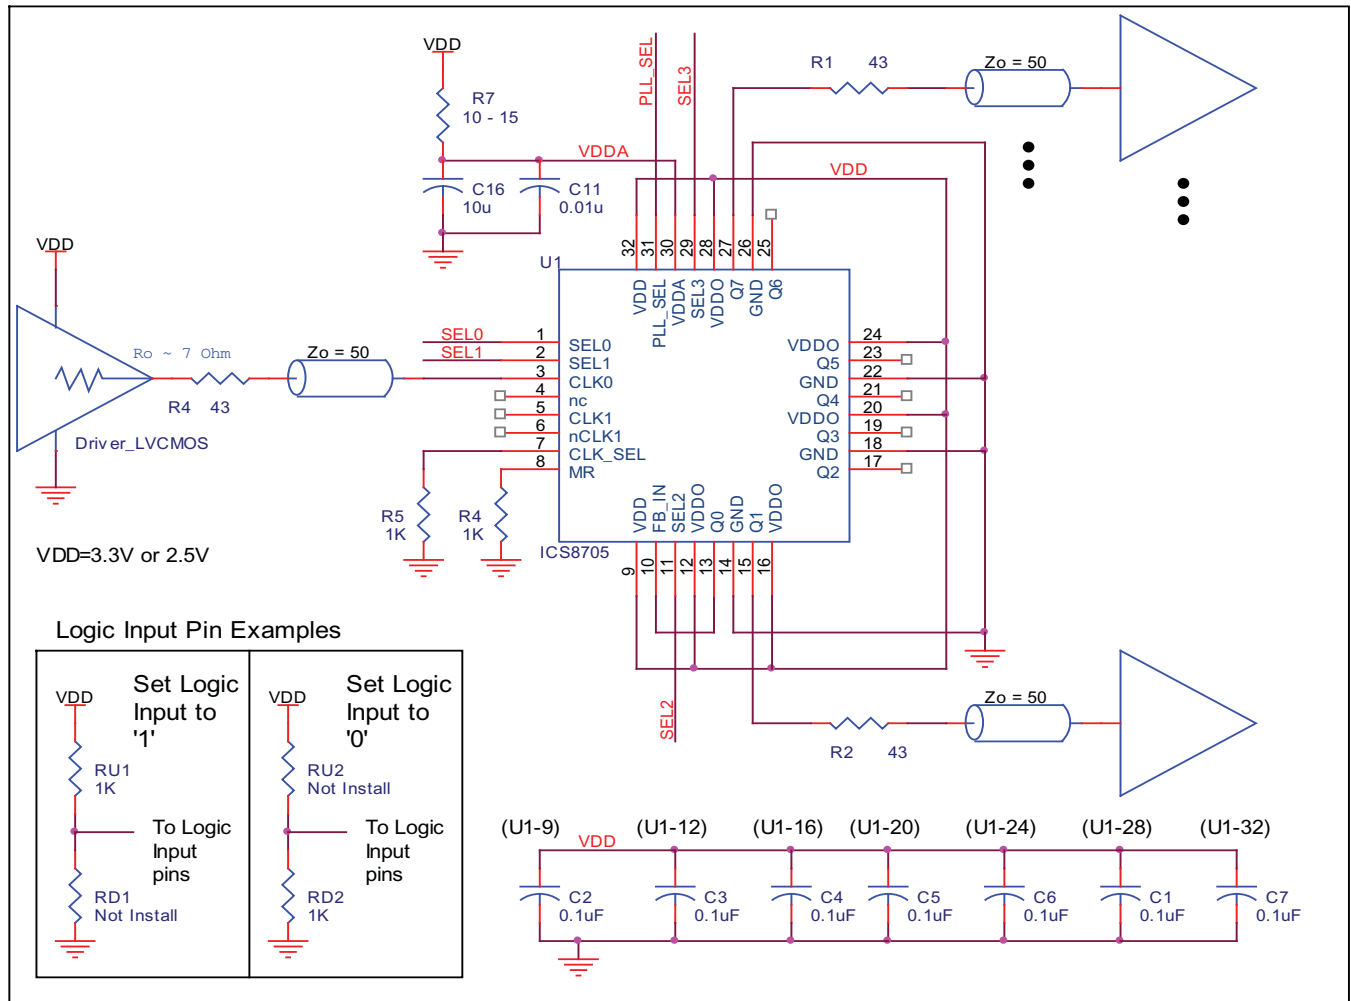 VDD
R7
10 - 15
VDDA
C16
10u
C11
0.01u
PLL_SEL
SEL3
R1 43
Zo = 50
VDD
32
31
30
29
28
27
26
25
U1
VDD
PLL_SEL
VDDA
SEL3
VDDO
Q7
GND
Q6
VDD
Ro ~ 7 Ohm
R4 43
Zo = 50
Driver_LVCMOS
SEL0
SEL1
1 SEL0
2 SEL1
3 CLK0
4 nc
5 CLK1
6 nCLK1
7 CLK_SEL
8 MR
VDDO 24
Q5 23
GND 22
Q4 21
VDDO 20
Q3 19
GND 18
Q2 17
VDD
FB_IN
SEL2
VDDO
Q0
GND
Q1
VDDO
9
10
11
12
13
14
15
16
ICS8705
R5
1K
R4
1K
SEL2
VDD=3.3V or 2.5V
R2 43
Zo = 50
Logic Input Pin Examples
VDD
Set Logic
Input to
'1'
RU1
1K
To Logic
Input
pins
RD1
Not Install
VDD
Set Logic
Input to
'0'
RU2
Not Install
To Logic
Input
pins
RD2
1K
(U1-9) (U1-12) (U1-16) (U1-20) (U1-24) (U1-28) (U1-32)
VDD
C2
0.1uF
C3
0.1uF
C4
0.1uF
C5
0.1uF
C6
0.1uF
C1
0.1uF
C7
0.1uF